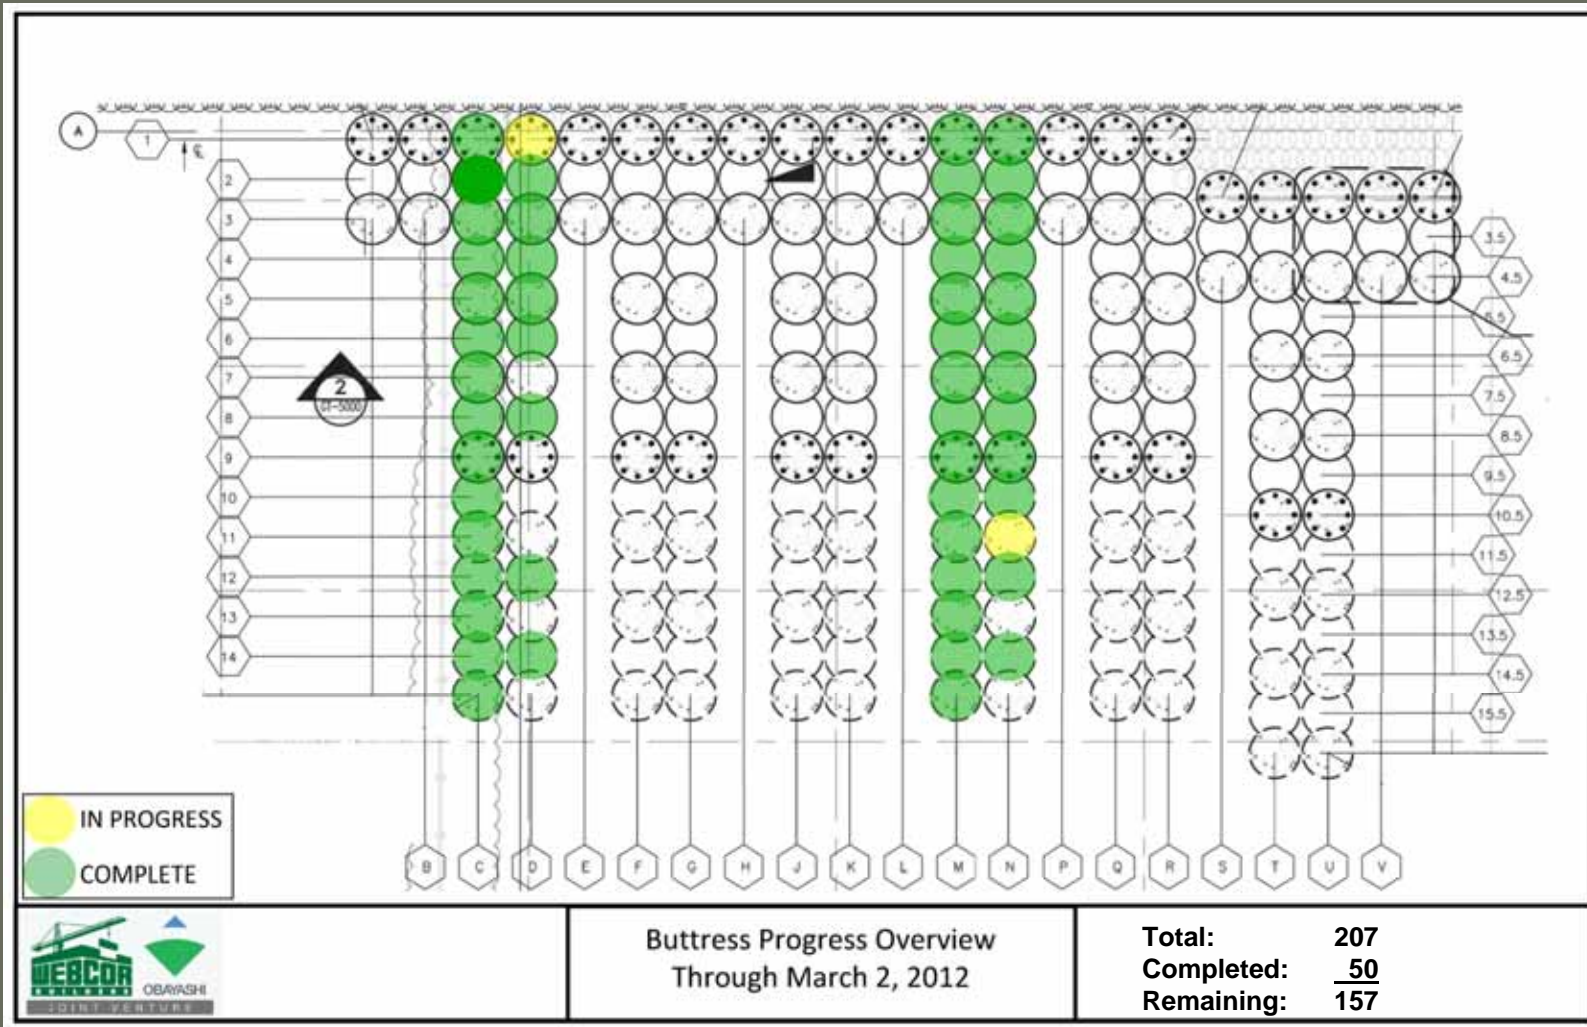 A
1
2
3
4
5
6
7
8
9
10
11
12
13
14
3.5
4.5
5.5
6.5
7.5
8.5
9.5
10.5
11.5
12.5
13.5
14.5
15.5
2
GT-5000
IN PROGRESS
COMPLETE
B C D E F G H J K L M N P Q R S T U V
WEBCOR
BUILDERS
OBAYASHI
JOINT VENTURE
Buttress Progress Overview
Through March 2, 2012
Total: 207
Completed: 50
Remaining: 157